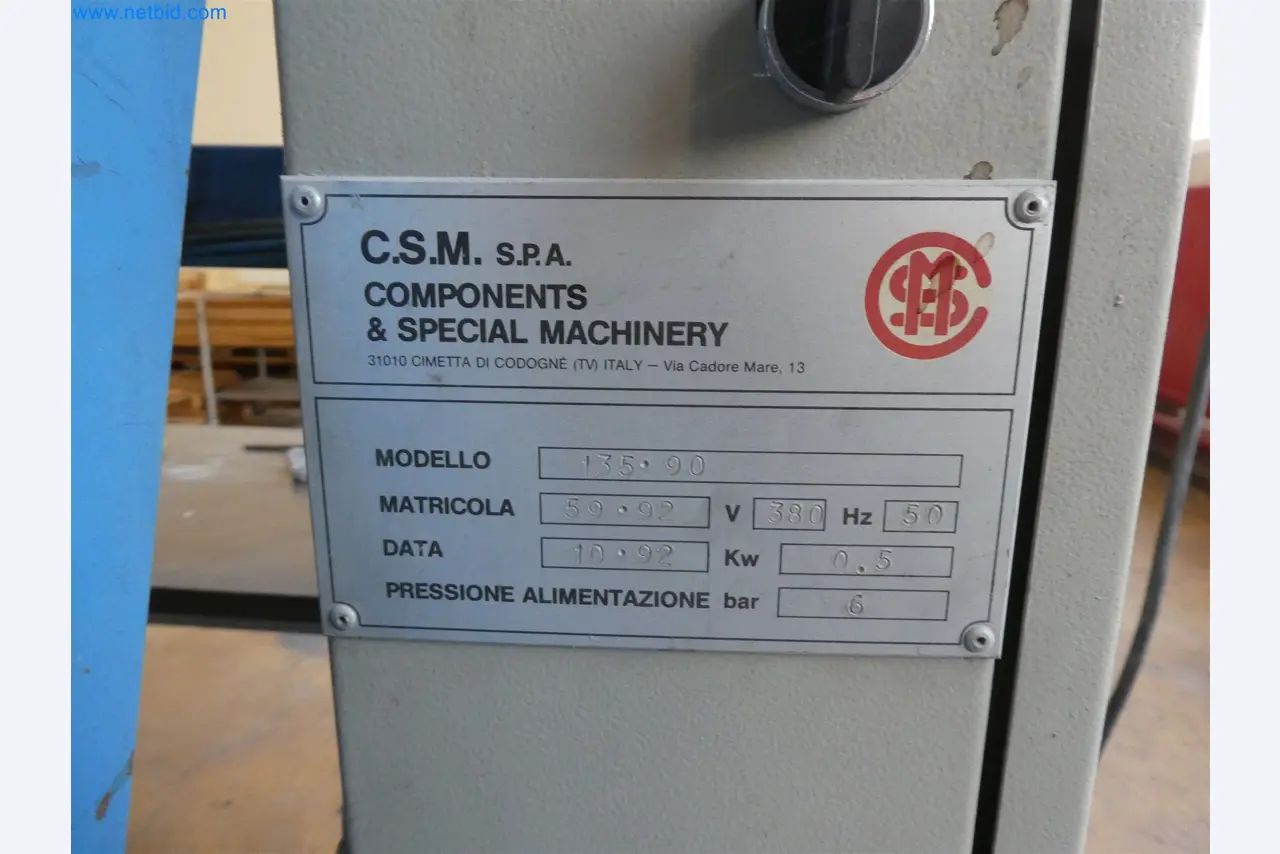 www.netbid.com
C.S.M. S.P.A.
COMPONENTS
& SPECIAL MACHINERY
31010 CIMETTA DI CODOGNÈ (TV) ITALY — Via Cadore Mare, 13
MODELLO 135·90
MATRICOLA 59·92 V 380 Hz 50
DATA 10·92 Kw 0.5
PRESSIONE ALIMENTAZIONE bar 6